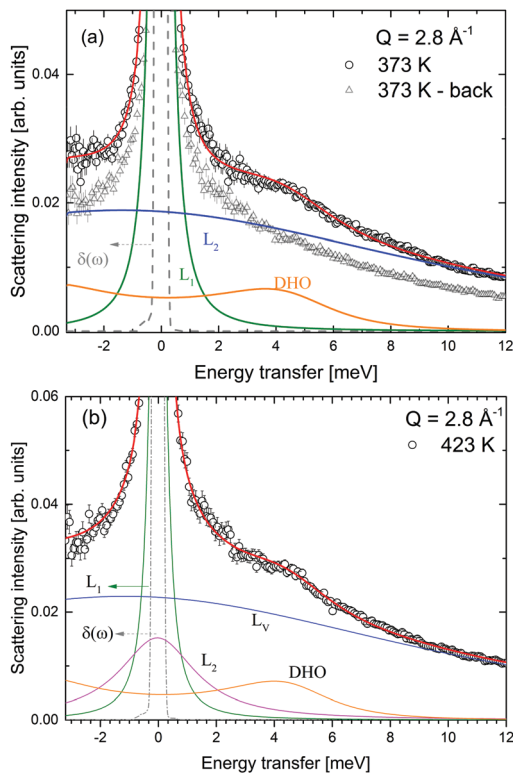 (a)
Q = 2.8 Å⁻¹
373 K
373 K - back
L₂
δ(ω)
L₁
DHO
0.04
0.02
0.00
Scattering intensity [arb. units]
-2 0 2 4 6 8 10 12
Energy transfer [meV]
(b)
Q = 2.8 Å⁻¹
423 K
L₁
L_V
δ(ω)
L₂
DHO
0.06
0.04
0.02
0.00
Scattering intensity [arb. units]
-2 0 2 4 6 8 10 12
Energy transfer [meV]